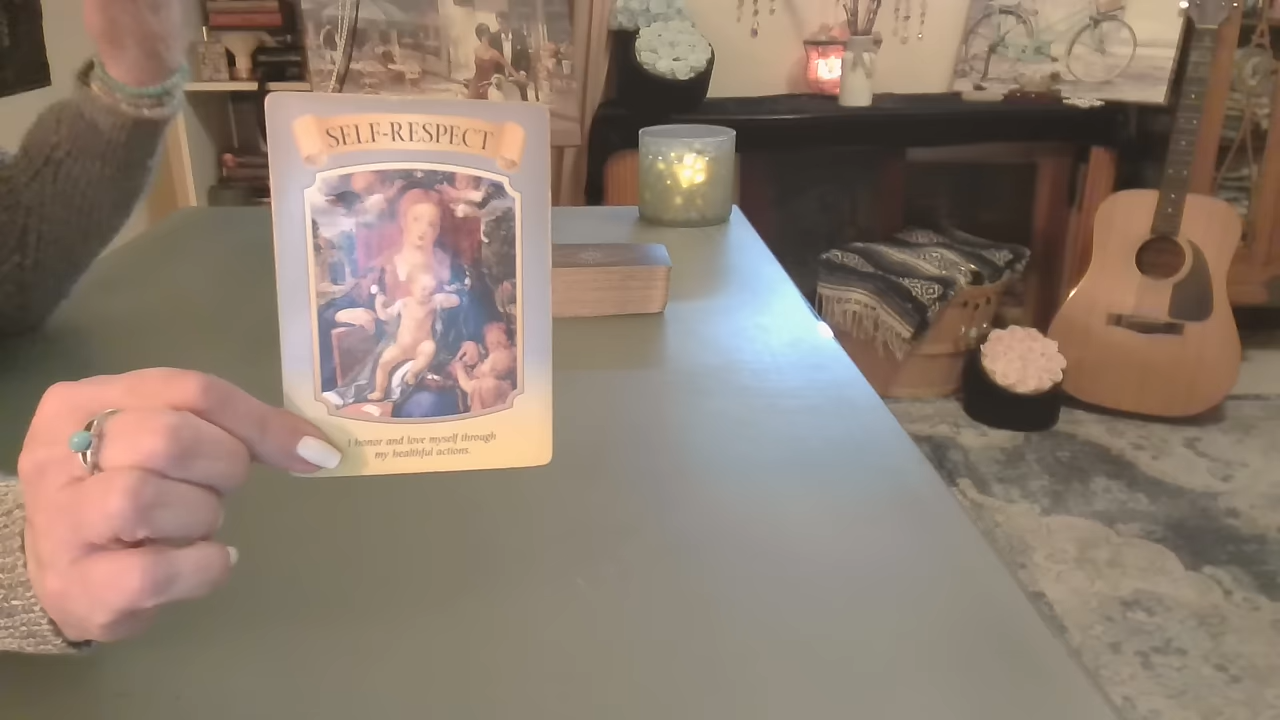 SELF-RESPECT
I honor and love myself through
my healthful actions.